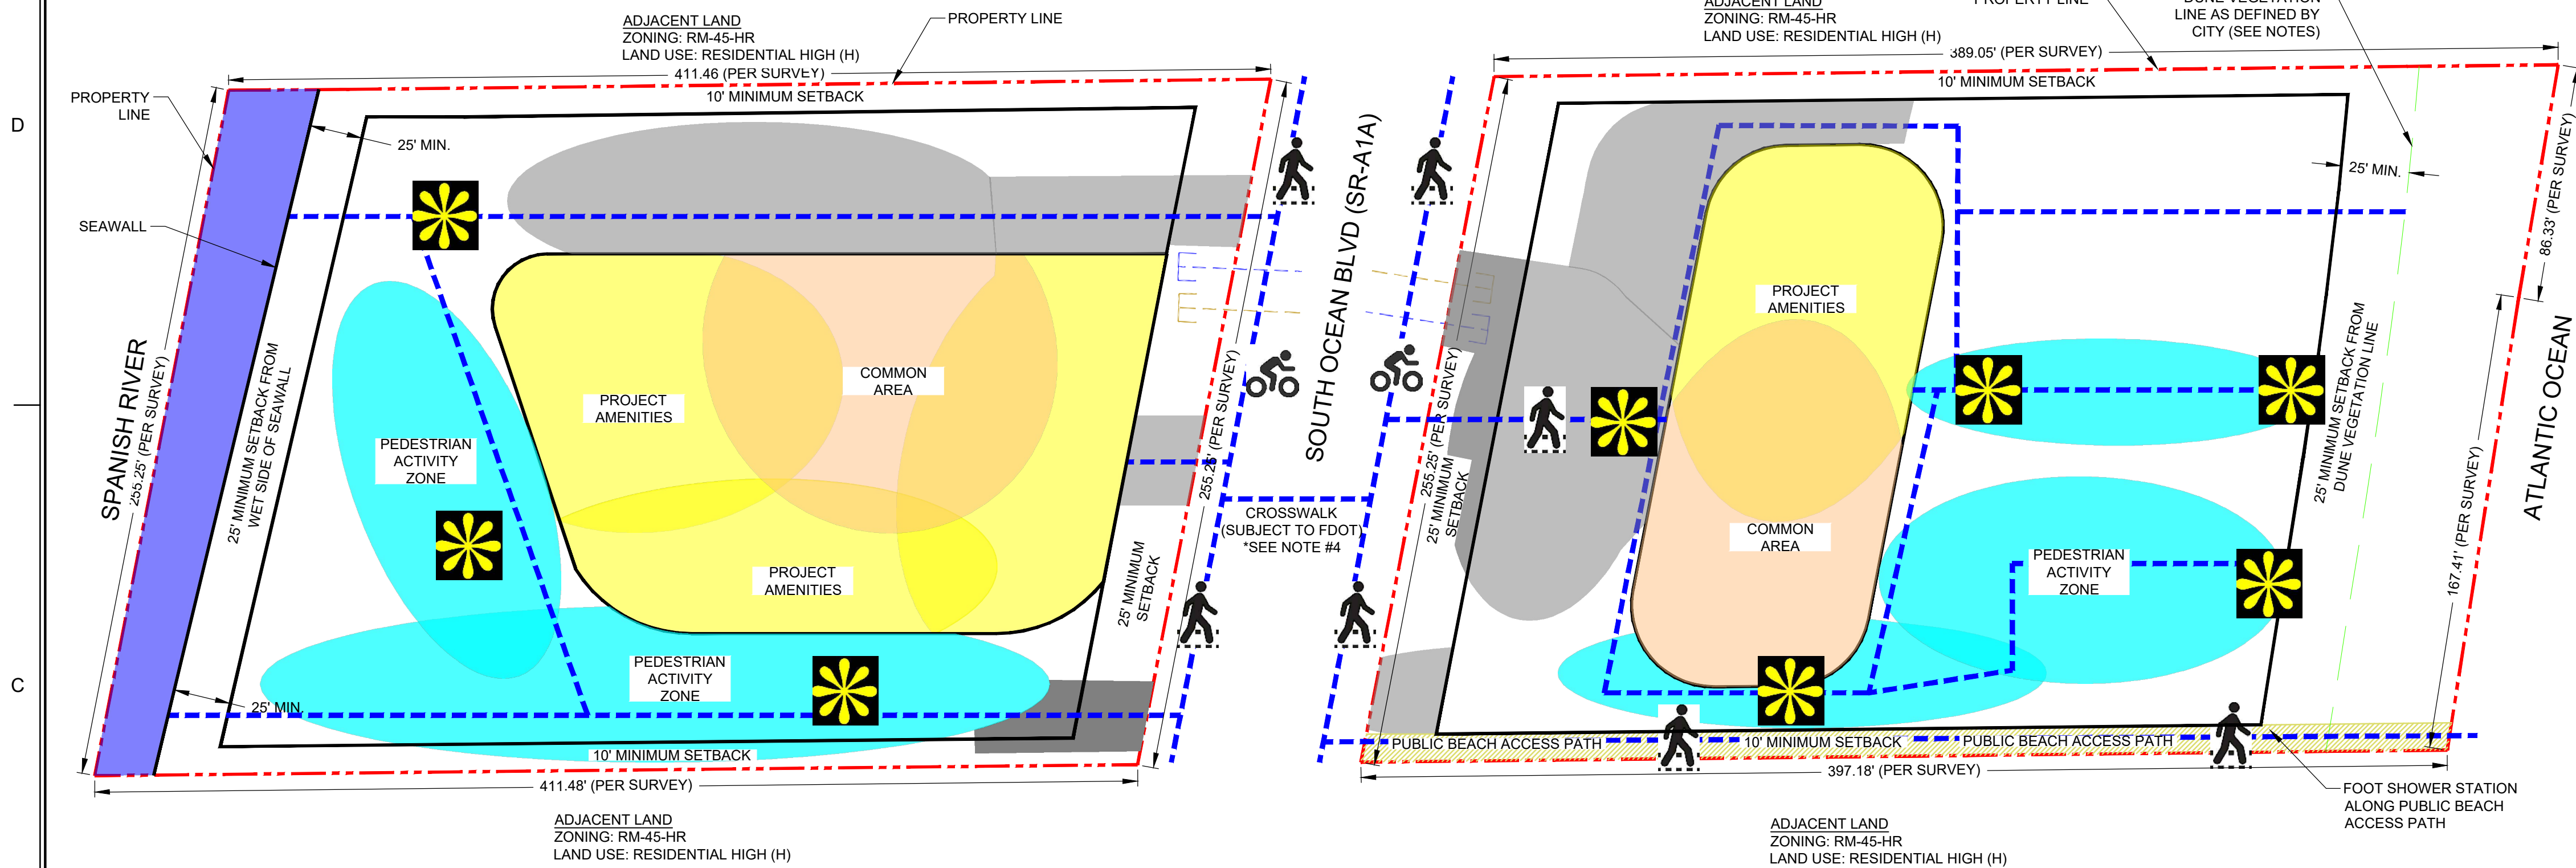 ADJACENT LAND
ZONING: RM-45-HR
LAND USE: RESIDENTIAL HIGH (H)
PROPERTY LINE
411.46 (PER SURVEY)
10' MINIMUM SETBACK
PROPERTY
LINE
D
25' MIN.
SEAWALL
SPANISH RIVER
255.25' (PER SURVEY)
25' MINIMUM SETBACK FROM
WET SIDE OF SEAWALL
PEDESTRIAN
ACTIVITY
ZONE
PROJECT
AMENITIES
COMMON
AREA
PROJECT
AMENITIES
PEDESTRIAN
ACTIVITY
ZONE
C
25' MIN.
10' MINIMUM SETBACK
411.48' (PER SURVEY)
25' MINIMUM
SETBACK
255.25' (PER SURVEY)
ADJACENT LAND
ZONING: RM-45-HR
LAND USE: RESIDENTIAL HIGH (H)
SOUTH OCEAN BLVD (SR-A1A)
CROSSWALK
(SUBJECT TO FDOT)
*SEE NOTE #4
ADJACENT LAND
ZONING: RM-45-HR
LAND USE: RESIDENTIAL HIGH (H)
PROPERTY LINE
DUNE VEGETATION
LINE AS DEFINED BY
CITY (SEE NOTES)
389.05' (PER SURVEY)
10' MINIMUM SETBACK
25' MIN.
86.33' (PER SURVEY)
PROJECT
AMENITIES
COMMON
AREA
255.25' (PER SURVEY)
25' MINIMUM
SETBACK
PEDESTRIAN
ACTIVITY
ZONE
25' MINIMUM SETBACK FROM
DUNE VEGETATION LINE
167.41' (PER SURVEY)
ATLANTIC OCEAN
PUBLIC BEACH ACCESS PATH
10' MINIMUM SETBACK
PUBLIC BEACH ACCESS PATH
397.18' (PER SURVEY)
FOOT SHOWER STATION
ALONG PUBLIC BEACH
ACCESS PATH
ADJACENT LAND
ZONING: RM-45-HR
LAND USE: RESIDENTIAL HIGH (H)